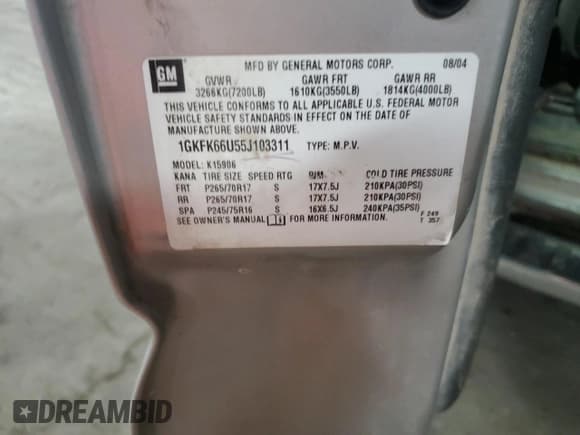 GM MFD BY GENERAL MOTORS CORP. 08/04
GVWR GAWR FRT GAWR RR
3266KG(7200LB) 1610KG(3550LB) 1814KG(4000LB)
THIS VEHICLE CONFORMS TO ALL APPLICABLE U.S. FEDERAL MOTOR
VEHICLE SAFETY STANDARDS IN EFFECT ON THE DATE OF
MANUFACTURE SHOWN ABOVE.
1GKFK66U55J103311 TYPE: M.P.V.
MODEL: K15906
KANA TIRE SIZE SPEED RTG RIM COLD TIRE PRESSURE
FRT P265/70R17 S 17X7.5J 210KPA(30PSI)
RR P265/70R17 S 17X7.5J 210KPA(30PSI)
SPA P245/75R16 S 16X6.5J 240KPA(35PSI)
SEE OWNER'S MANUAL FOR MORE INFORMATION.
F 249
T 357
DREAMBID